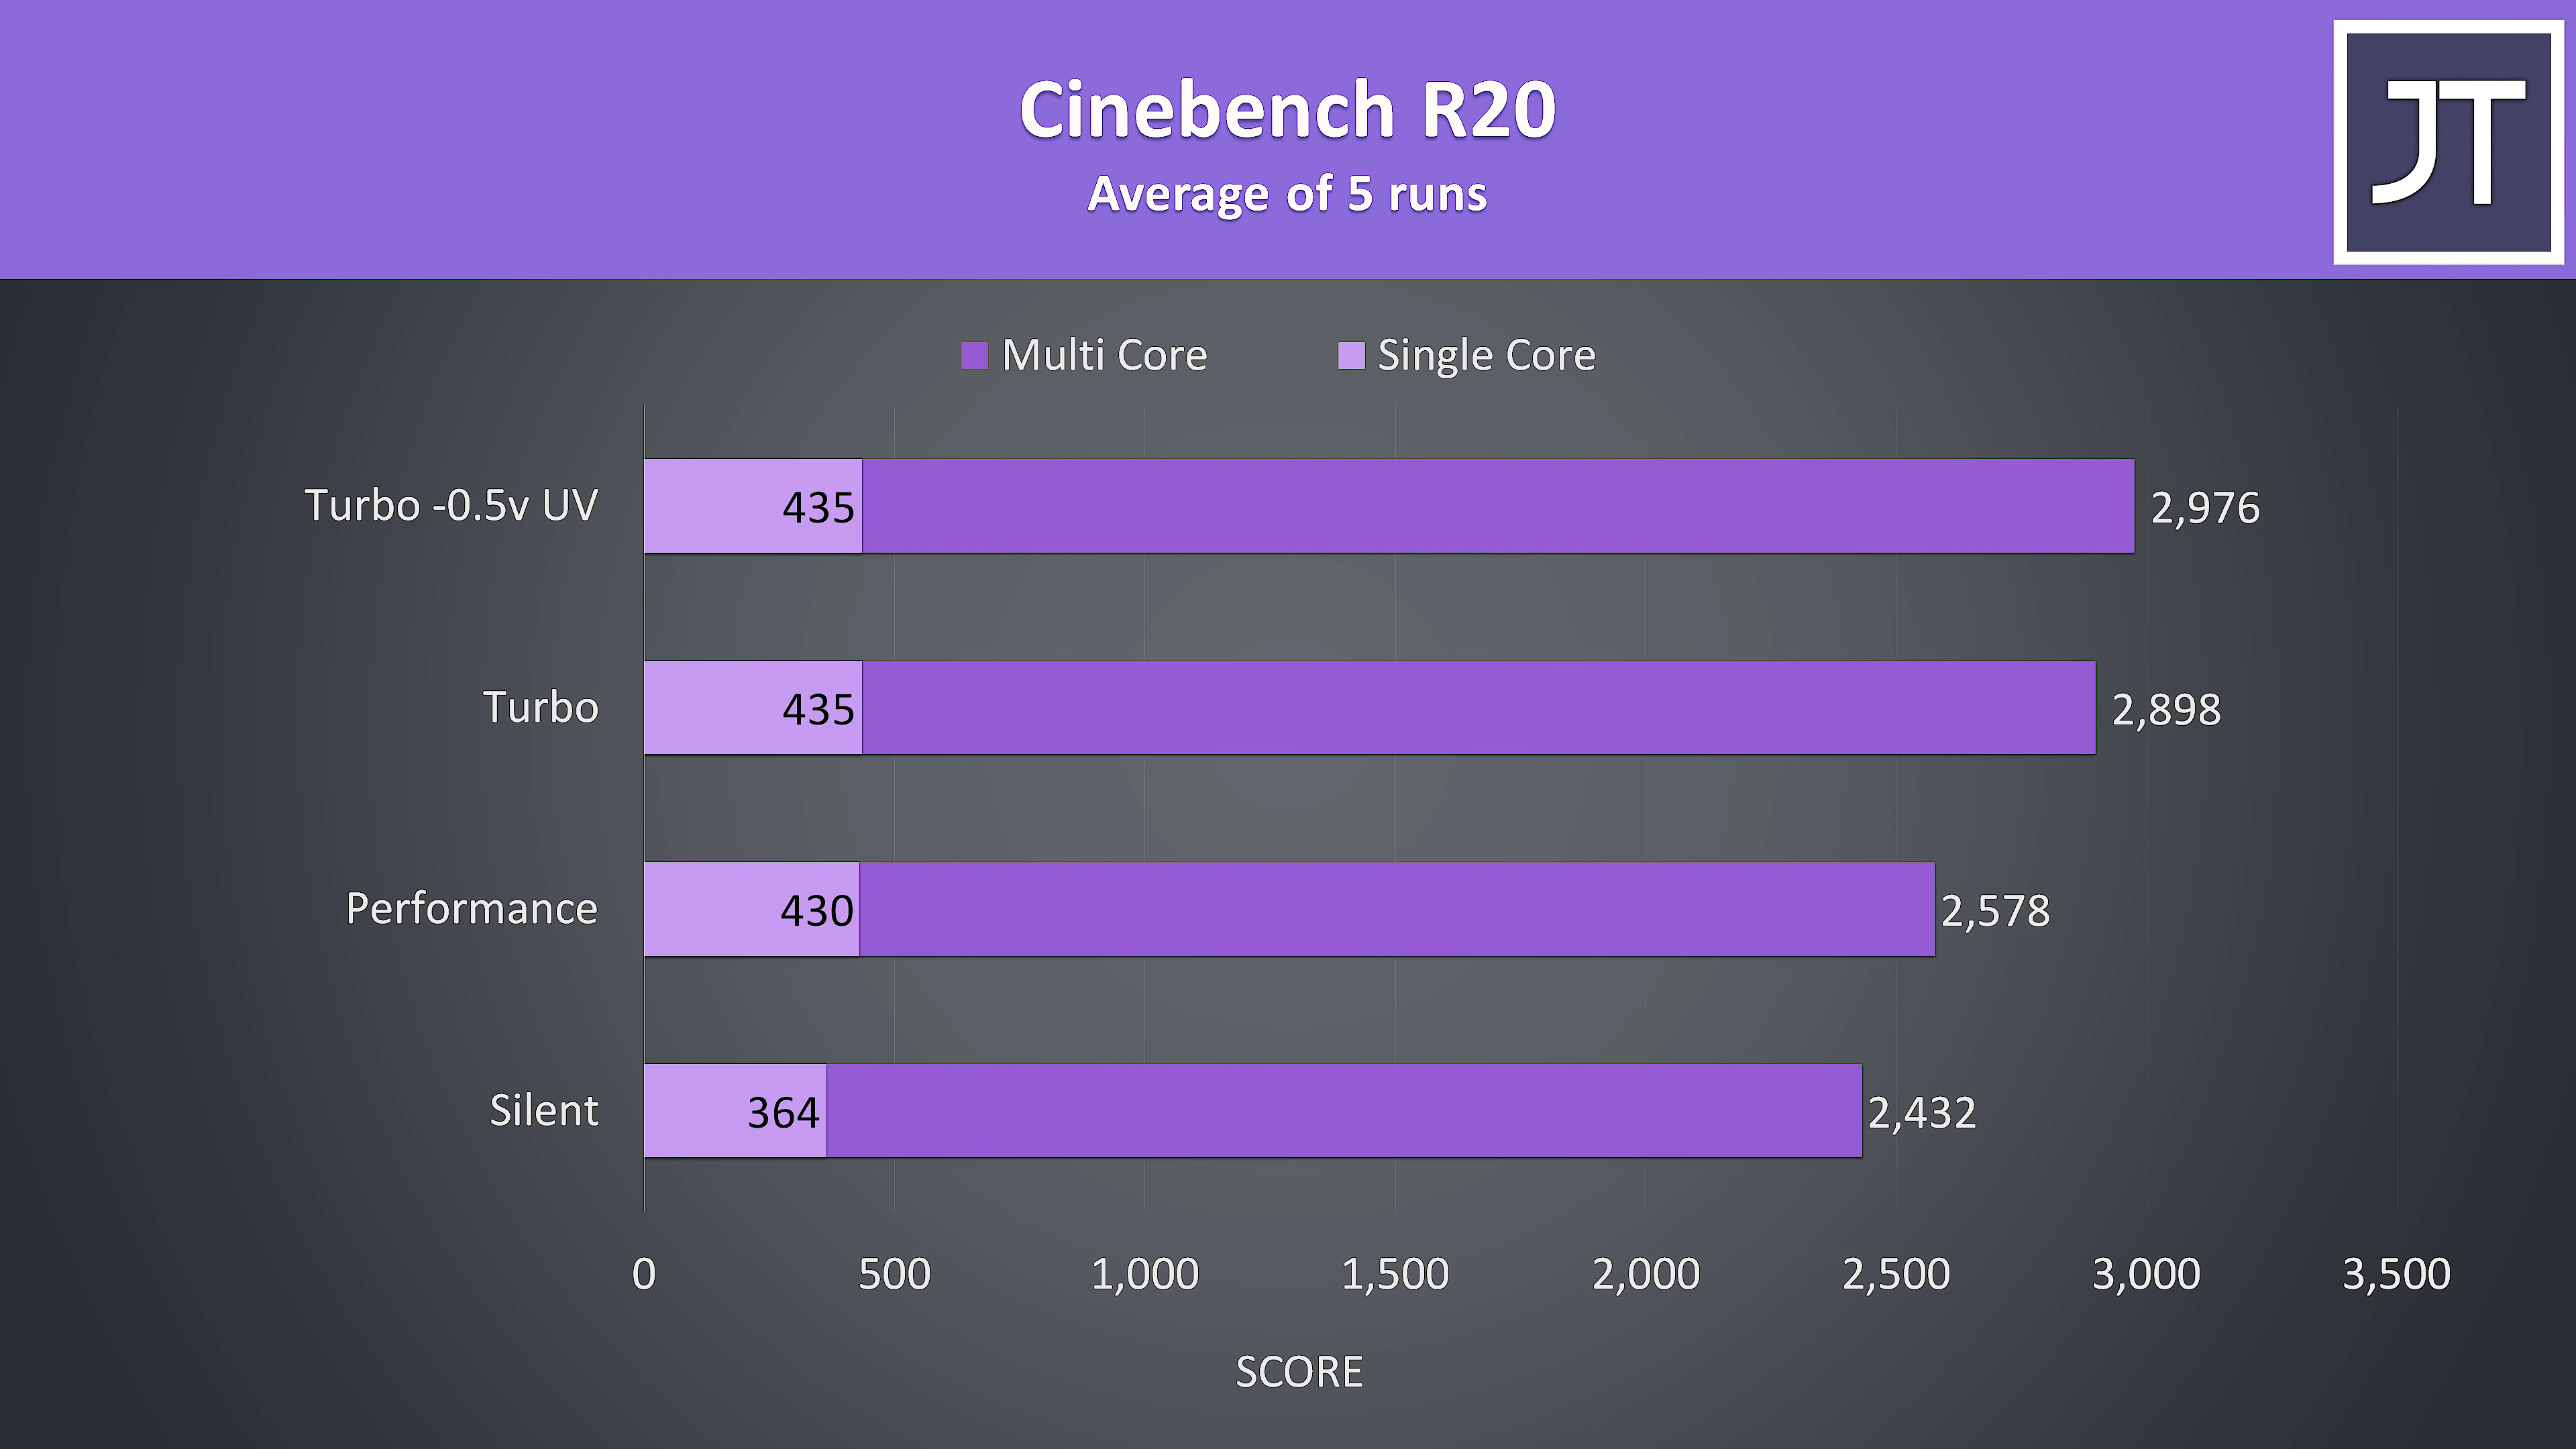 Cinebench R20
Average of 5 runs
JT
Multi Core Single Core
Turbo -0.5v UV 435 2,976
Turbo 435 2,898
Performance 430 2,578
Silent 364 2,432
0 500 1,000 1,500 2,000 2,500 3,000 3,500
SCORE